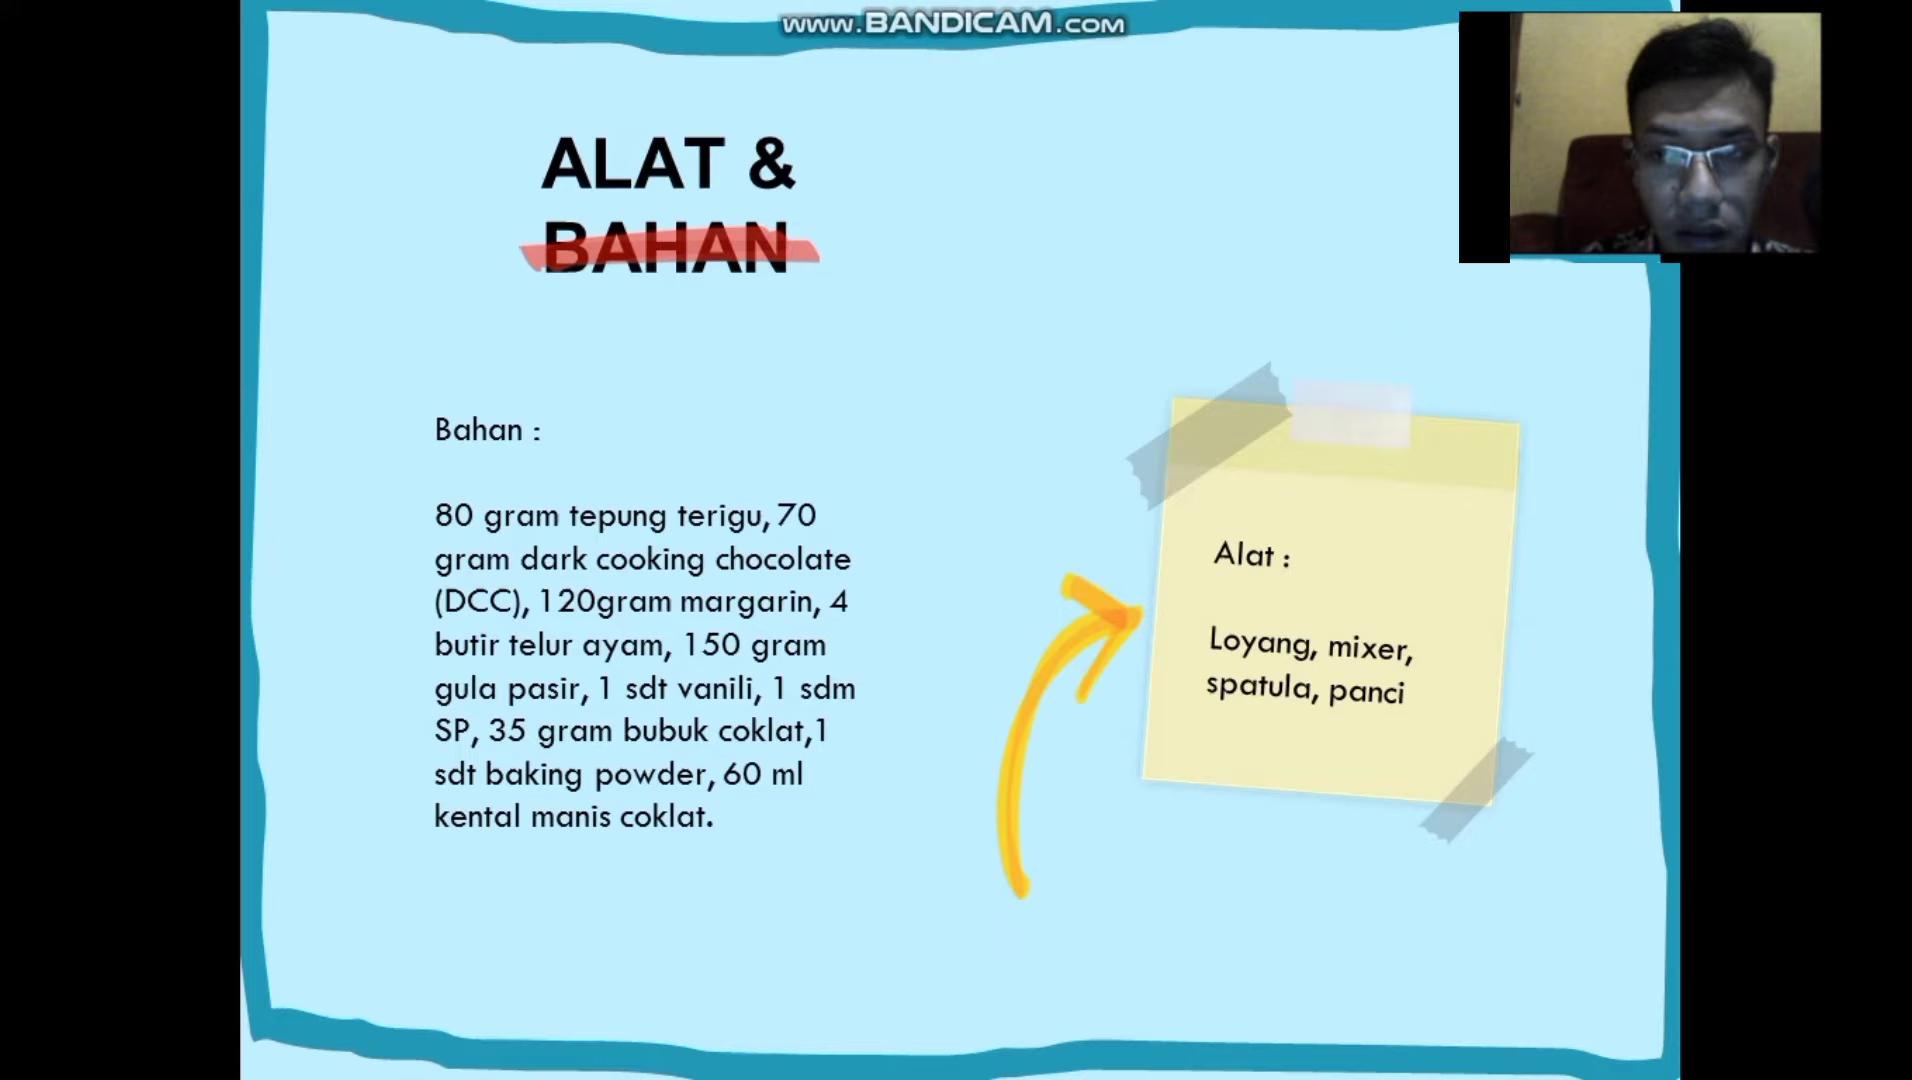 www.BANDICAM.com
ALAT &
BAHAN
Bahan :
80 gram tepung terigu, 70
gram dark cooking chocolate
(DCC), 120gram margarin, 4
butir telur ayam, 150 gram
gula pasir, 1 sdt vanili, 1 sdm
SP, 35 gram bubuk coklat,1
sdt baking powder, 60 ml
kental manis coklat.
Alat :
Loyang, mixer,
spatula, panci